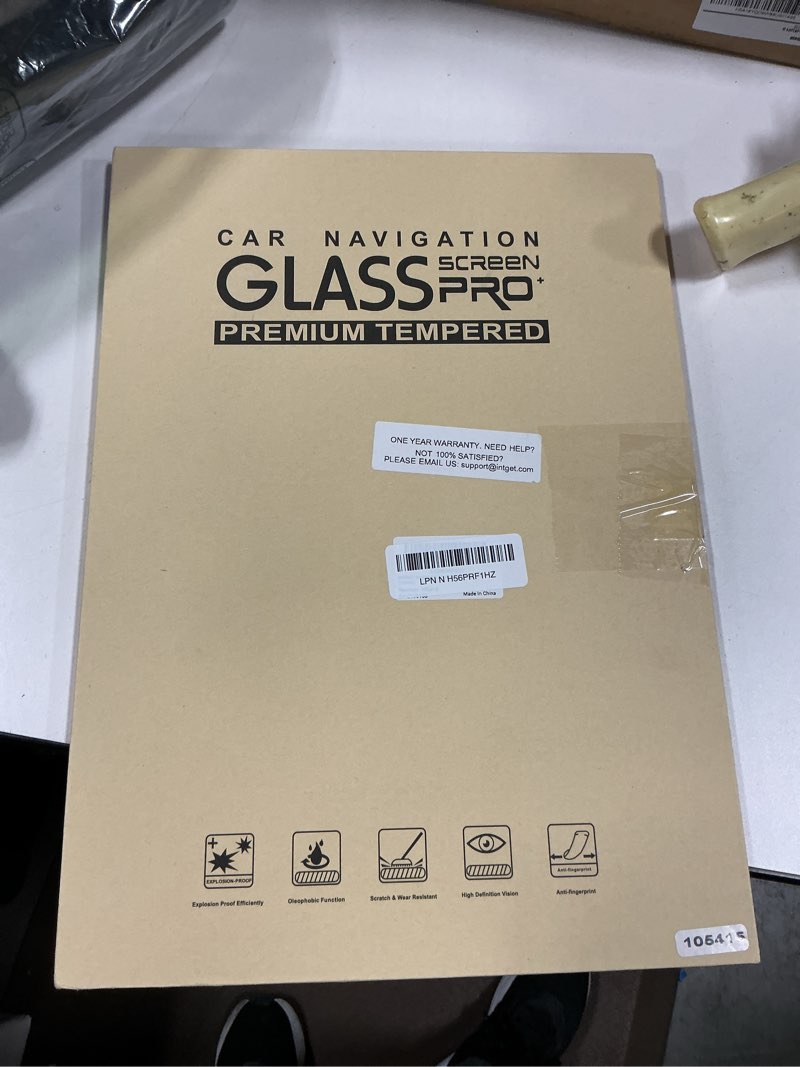 CAR NAVIGATION
GLASS SCREEN PRO+
PREMIUM TEMPERED
ONE YEAR WARRANTY. NEED HELP?
NOT 100% SATISFIED?
PLEASE EMAIL US: support@intget.com
LPN N H56PRF1HZ
Made In China
EXPLOSION-PROOF
Anti-fingerprint
Explosion Proof Efficiently
Oleophobic Function
Scratch & Wear Resistant
High Definition Vision
Anti-fingerprint
105415